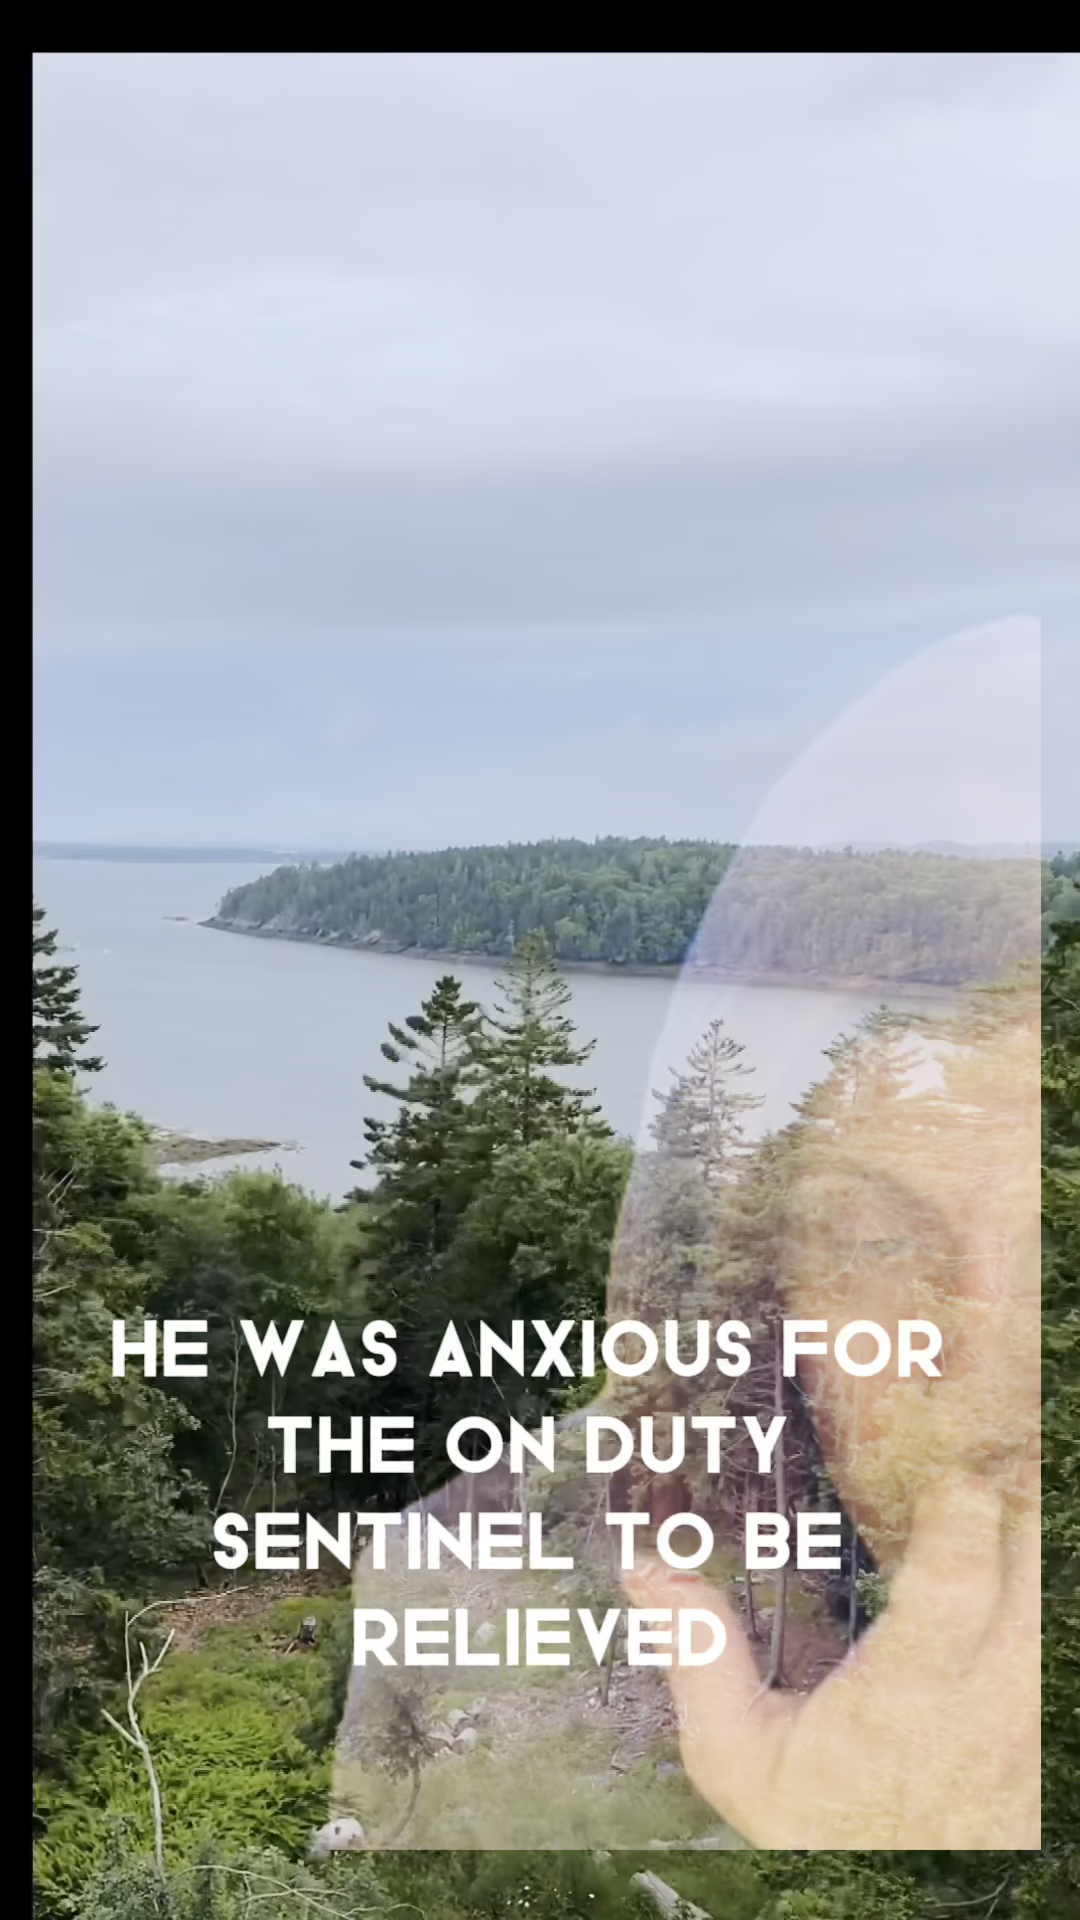 HE WAS ANXIOUS FOR
THE ON DUTY
SENTINEL TO BE
RELIEVED